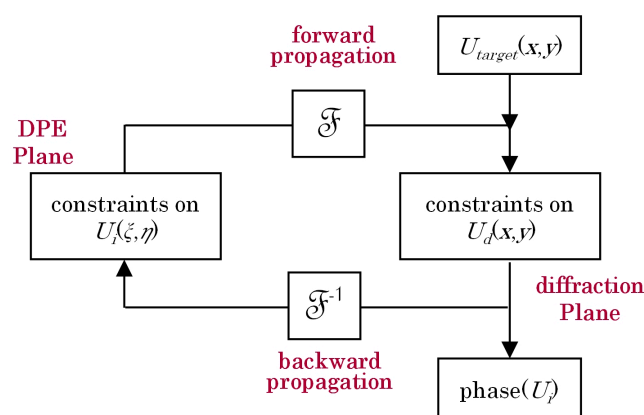 forward
propagation
U_target(x,y)
ℱ
DPE
Plane
constraints on
U_i(ξ,η)
constraints on
U_d(x,y)
ℱ⁻¹
diffraction
Plane
backward
propagation
phase(U_i)